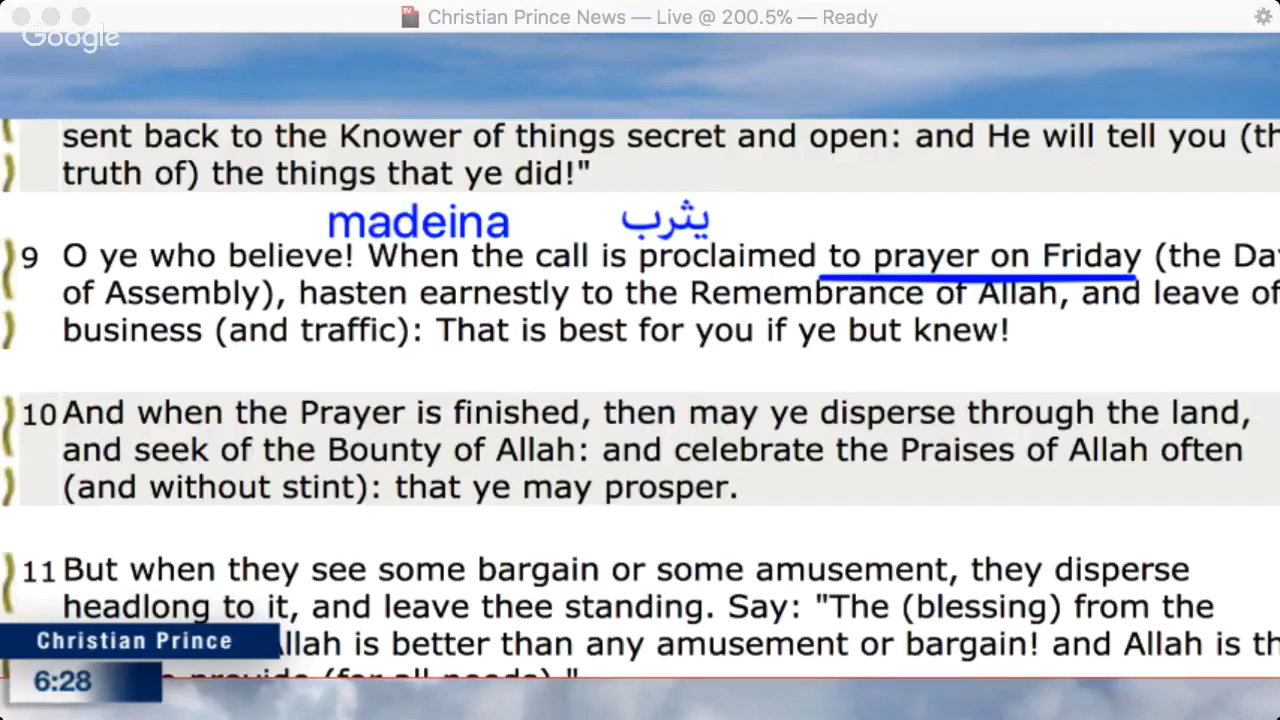 Christian Prince News — Live @ 200.5% — Ready
Google
sent back to the Knower of things secret and open: and He will tell you (th
truth of) the things that ye did!"
madeina يثرب
9 O ye who believe! When the call is proclaimed to prayer on Friday (the Da
of Assembly), hasten earnestly to the Remembrance of Allah, and leave of
business (and traffic): That is best for you if ye but knew!
10 And when the Prayer is finished, then may ye disperse through the land,
and seek of the Bounty of Allah: and celebrate the Praises of Allah often
(and without stint): that ye may prosper.
11 But when they see some bargain or some amusement, they disperse
headlong to it, and leave thee standing. Say: "The (blessing) from the
Christian Prince llah is better than any amusement or bargain! and Allah is th
6:28 provide (for all needs)."